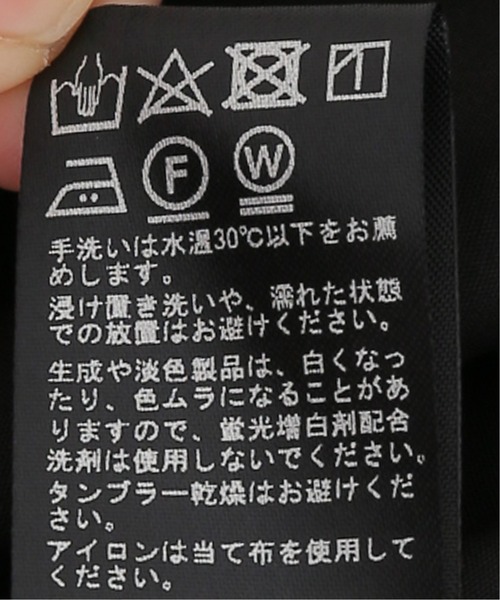 F W
手洗いは水温30℃以下をお薦
めします。
浸け置き洗いや、濡れた状態
での放置はお避けください。
生成や淡色製品は、白くなっ
たり、色ムラになることがあ
りますので、蛍光増白剤配合
洗剤は使用しないでください。
タンブラー乾燥はお避けくだ
さい。
アイロンは当て布を使用して
ください。